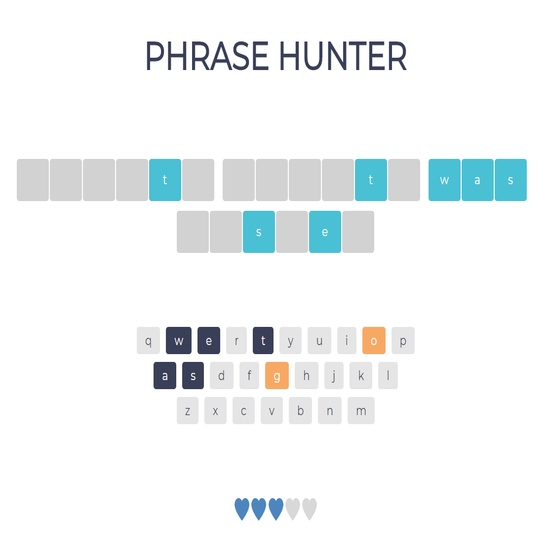 PHRASE HUNTER
t t w a s
s e
q w e r t y u i o p
a s d f g h j k l
z x c v b n m